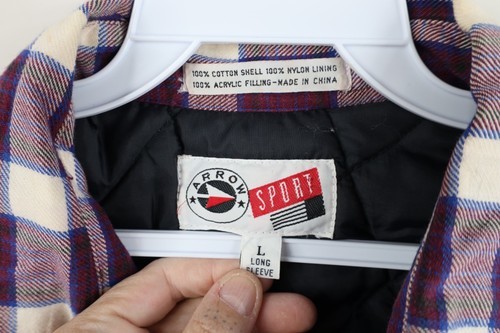 100% COTTON SHELL 100% NYLON LINING
100% ACRYLIC FILLING-MADE IN CHINA
ARROW
SPORT
L
LONG
SLEEVE